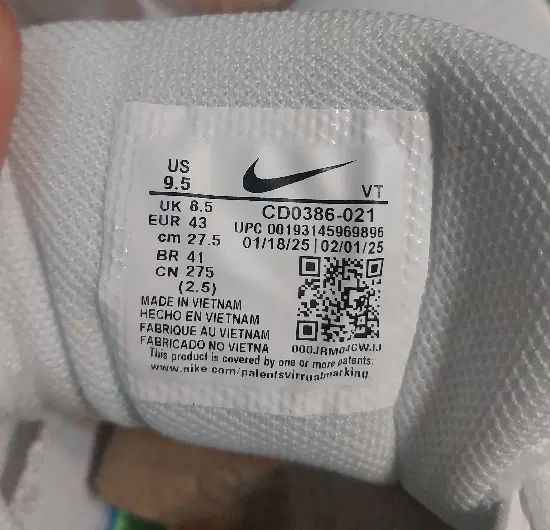 US
9.5
VT
UK 8.5
EUR 43
cm 27.5
BR 41
CN 275
(2.5)
CD0386-021
UPC 00193145969896
01/18/25 | 02/01/25
MADE IN VIETNAM
HECHO EN VIETNAM
FABRIQUE AU VIETNAM
FABRICADO NO VIETNA
This product is covered by one or more patents:
www.nike.com/patentsvirrualmarking